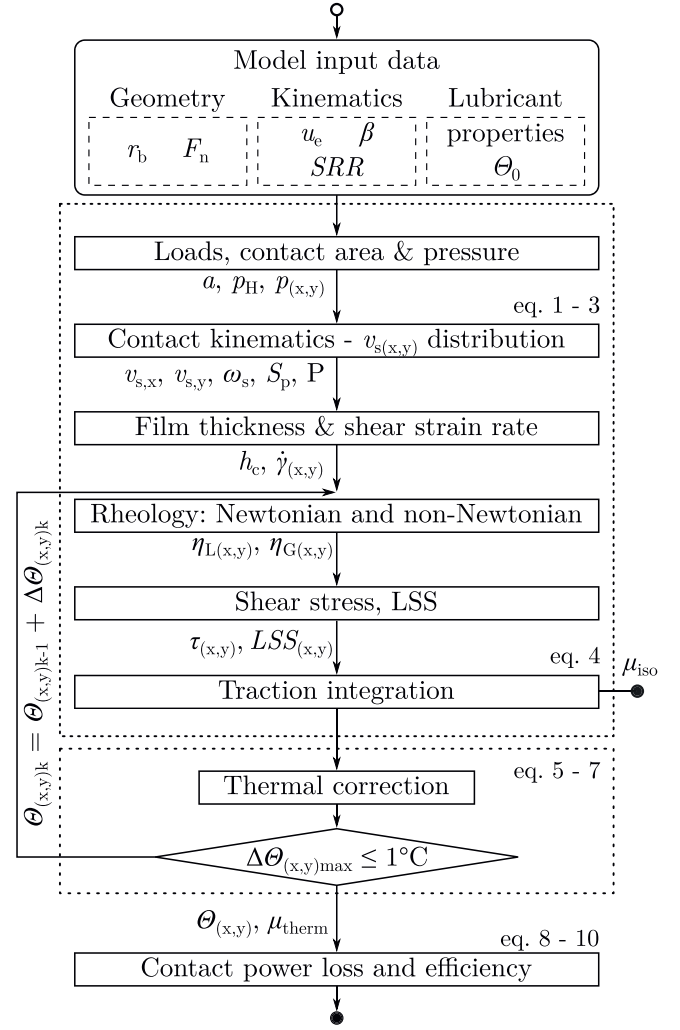 Model input data
Geometry Kinematics Lubricant
r_b F_n u_e β properties
SRR Θ_0
Loads, contact area & pressure
a, p_H, p_(x,y)
eq. 1 - 3
Contact kinematics - v_s(x,y) distribution
v_s,x, v_s,y, ω_s, S_p, P
Film thickness & shear strain rate
h_c, γ̇_(x,y)
Rheology: Newtonian and non-Newtonian
η_L(x,y), η_G(x,y)
Shear stress, LSS
τ_(x,y), LSS_(x,y)
eq. 4
μ_iso
Traction integration
Θ_(x,y)k = Θ_(x,y)k-1 + ΔΘ_(x,y)k
eq. 5 - 7
Thermal correction
ΔΘ_(x,y)max ≤ 1°C
Θ_(x,y), μ_therm
eq. 8 - 10
Contact power loss and efficiency